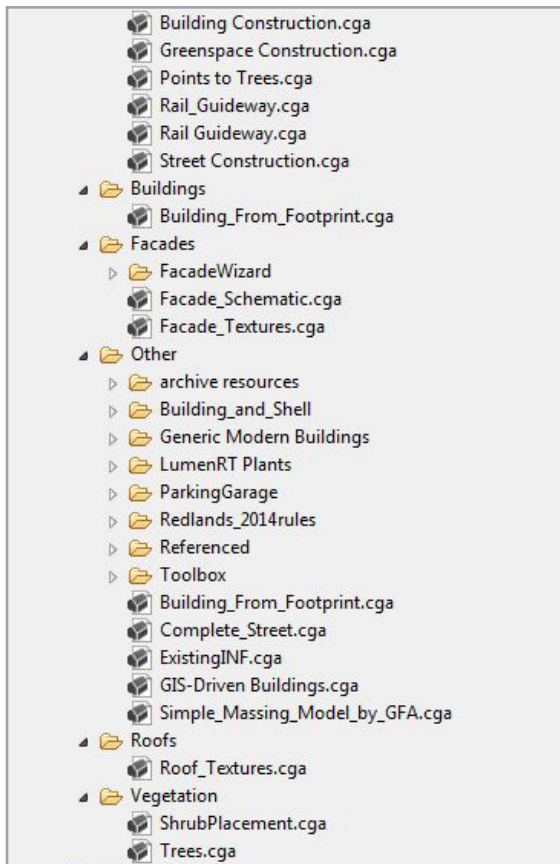 Building Construction.cga
Greenspace Construction.cga
Points to Trees.cga
Rail_Guideway.cga
Rail Guideway.cga
Street Construction.cga
Buildings
Building_From_Footprint.cga
Facades
FacadeWizard
Facade_Schematic.cga
Facade_Textures.cga
Other
archive resources
Building_and_Shell
Generic Modern Buildings
LumenRT Plants
ParkingGarage
Redlands_2014rules
Referenced
Toolbox
Building_From_Footprint.cga
Complete_Street.cga
ExistingINF.cga
GIS-Driven Buildings.cga
Simple_Massing_Model_by_GFA.cga
Roofs
Roof_Textures.cga
Vegetation
ShrubPlacement.cga
Trees.cga